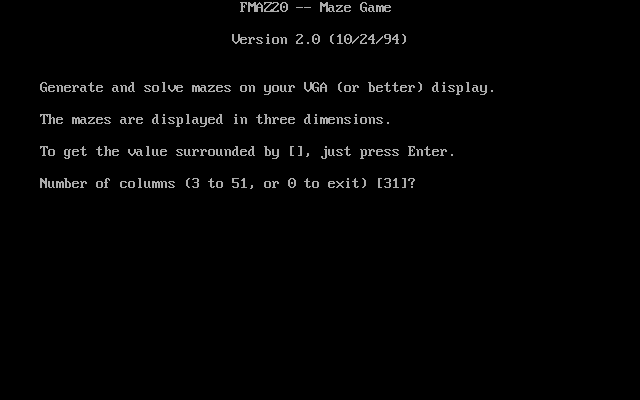 FMAZ20 -- Maze Game
Version 2.0 (10/24/94)
Generate and solve mazes on your VGA (or better) display.
The mazes are displayed in three dimensions.
To get the value surrounded by [], just press Enter.
Number of columns (3 to 51, or 0 to exit) [31]?